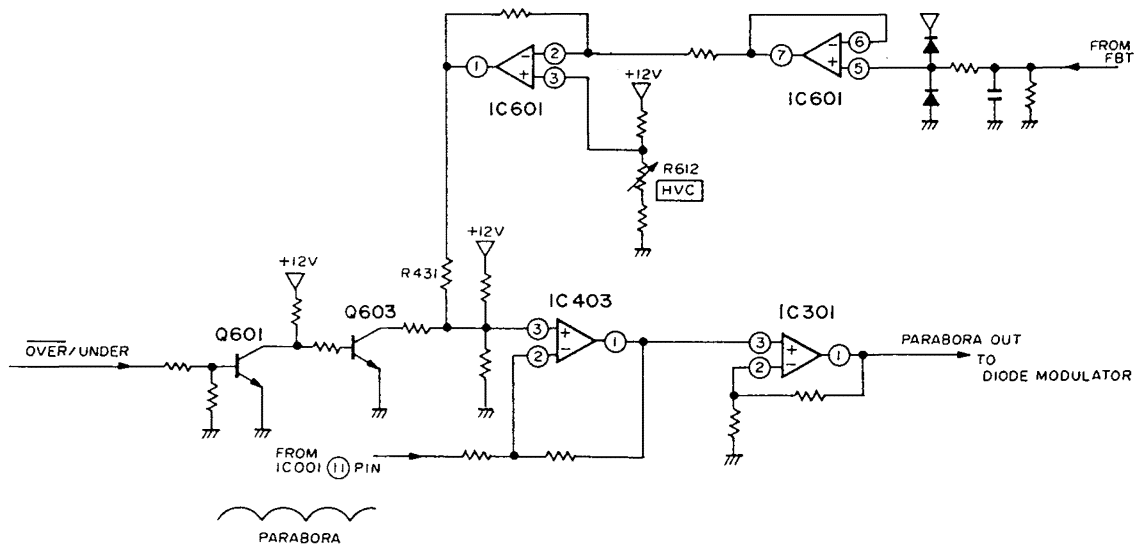 FROM
FBT
1
−
2
+
3
IC601
7
−
6
+
5
IC601
+12V
R612
HVC
+12V
R431
+12V
Q601
Q603
IC403
IC301
OVER/UNDER
3
+
2
−
1
3
+
2
−
1
PARABORA OUT
TO
DIODE MODULATOR
FROM
IC001 11 PIN
PARABORA